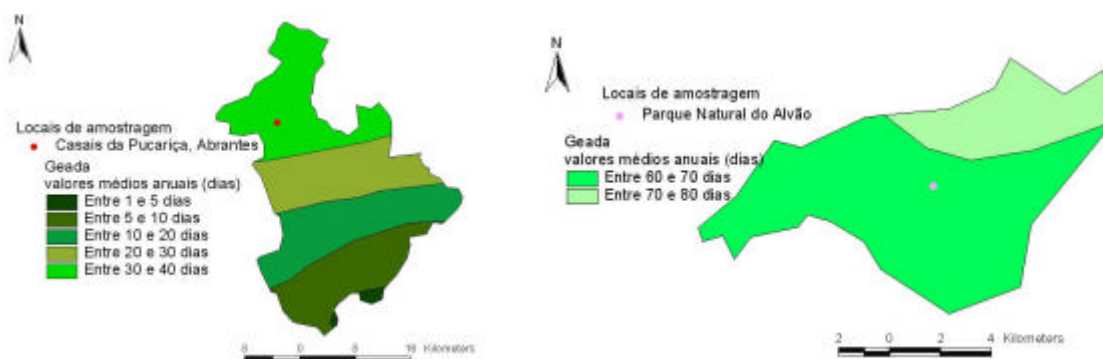 N
Locais de amostragem
Casais da Pucariça, Abrantes
Geada
valores médios anuais (dias)
Entre 1 e 5 dias
Entre 5 e 10 dias
Entre 10 e 20 dias
Entre 20 e 30 dias
Entre 30 e 40 dias
Kilometers
N
Locais de amostragem
Parque Natural do Alvão
Geada
valores médios anuais (dias)
Entre 60 e 70 dias
Entre 70 e 80 dias
2 0 2 4 Kilometers